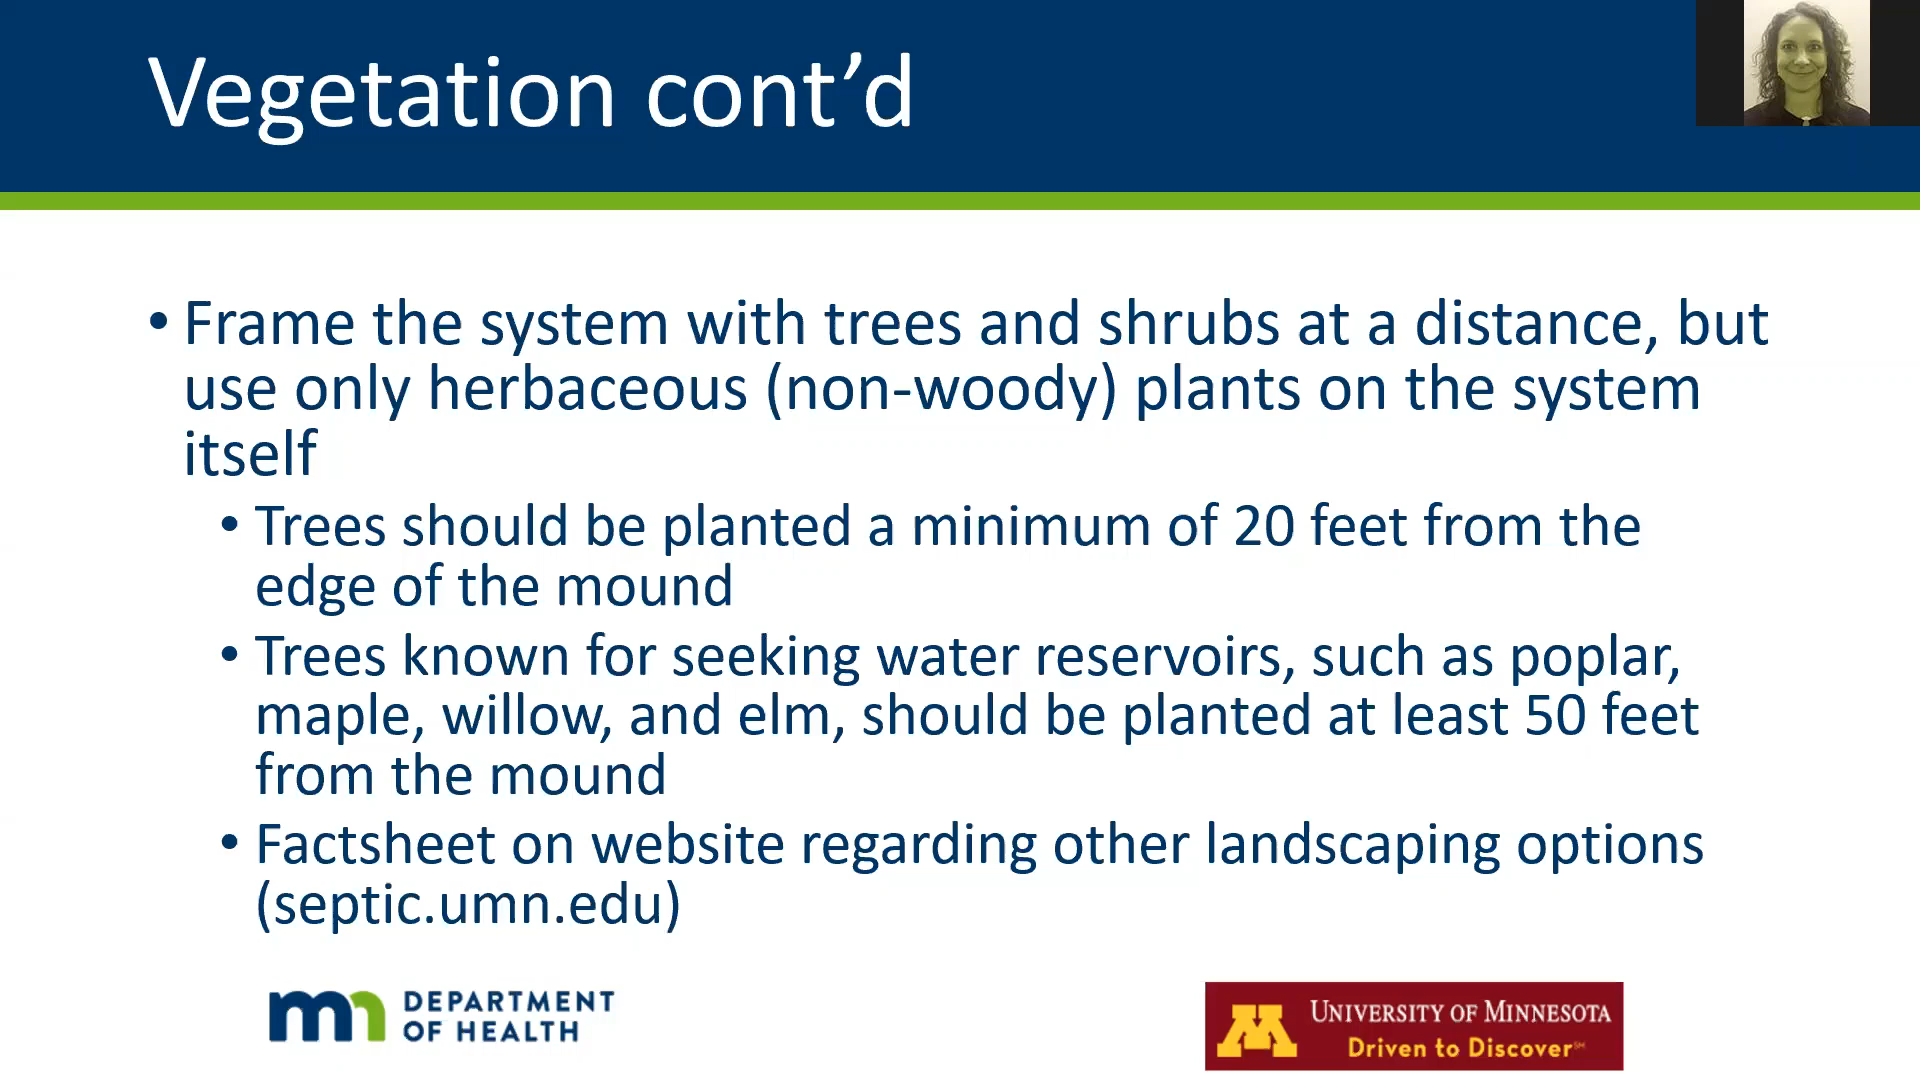 Vegetation cont’d
• Frame the system with trees and shrubs at a distance, but
use only herbaceous (non-woody) plants on the system
itself
• Trees should be planted a minimum of 20 feet from the
edge of the mound
• Trees known for seeking water reservoirs, such as poplar,
maple, willow, and elm, should be planted at least 50 feet
from the mound
• Factsheet on website regarding other landscaping options
(septic.umn.edu)
mn DEPARTMENT
OF HEALTH
M UNIVERSITY OF MINNESOTA
Driven to Discover℠